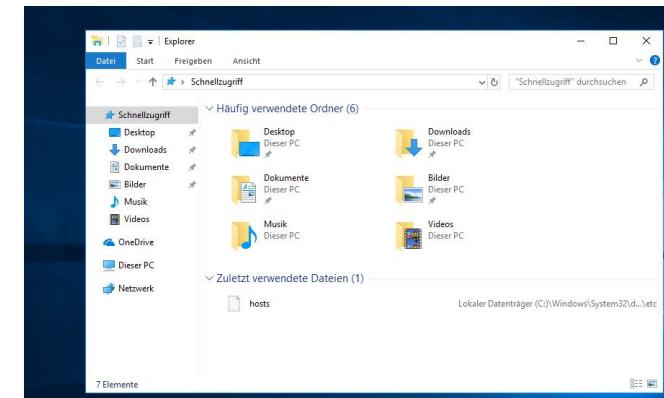 Explorer
Datei Start Freigeben Ansicht
Schnellzugriff "Schnellzugriff" durchsuchen
Schnellzugriff
Desktop
Downloads
Dokumente
Bilder
Musik
Videos
OneDrive
Dieser PC
Netzwerk
Häufig verwendete Ordner (6)
Desktop
Dieser PC
Downloads
Dieser PC
Dokumente
Dieser PC
Bilder
Dieser PC
Musik
Dieser PC
Videos
Dieser PC
Zuletzt verwendete Dateien (1)
hosts Lokaler Datenträger (C:)\Windows\System32\d...\etc
7 Elemente